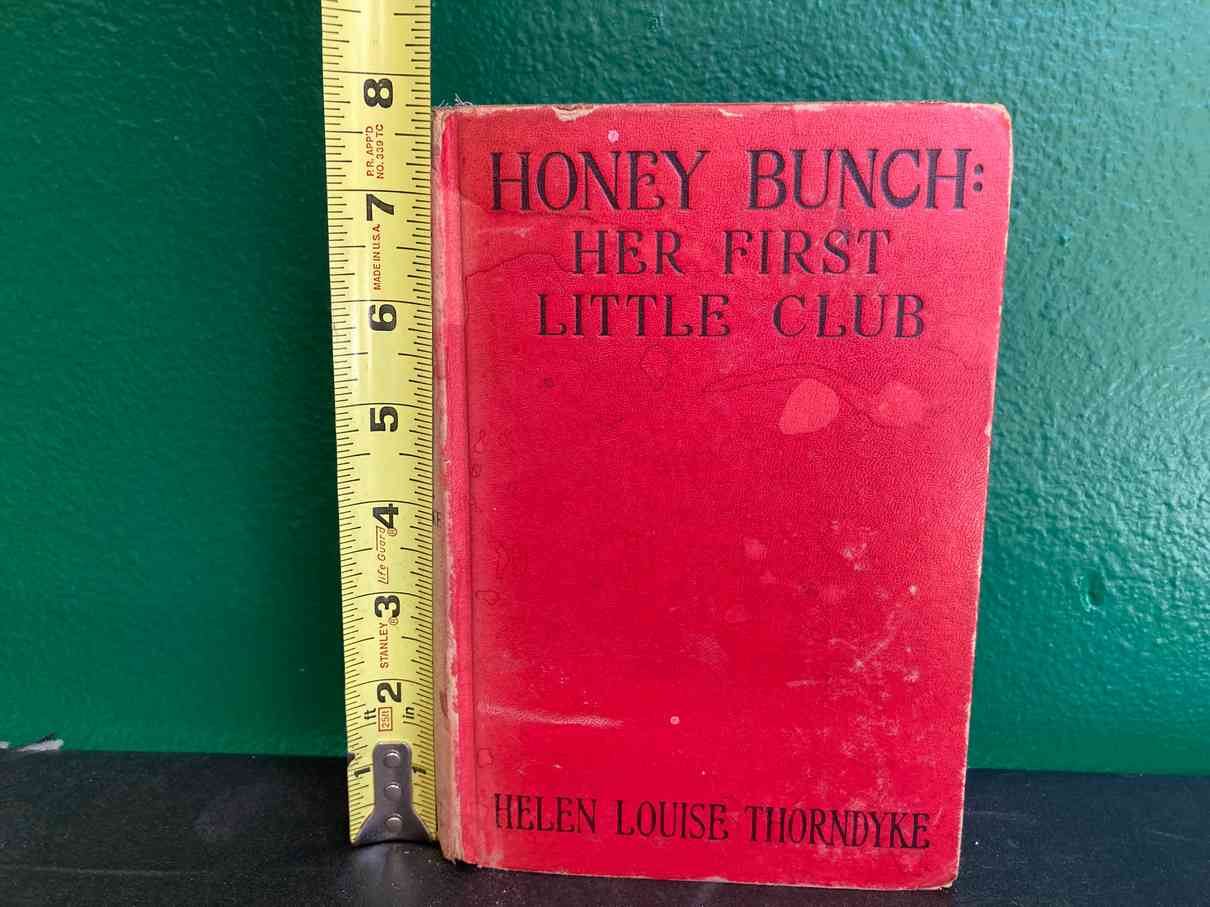 8
P.R. APP'D
NO. 339 TC
7
MADE IN U.S.A.
6
5
4
life Guard®
3
STANLEY®
2
ft
25ft
in
1 1
HONEY BUNCH:
HER FIRST
LITTLE CLUB
HELEN LOUISE THORNDYKE